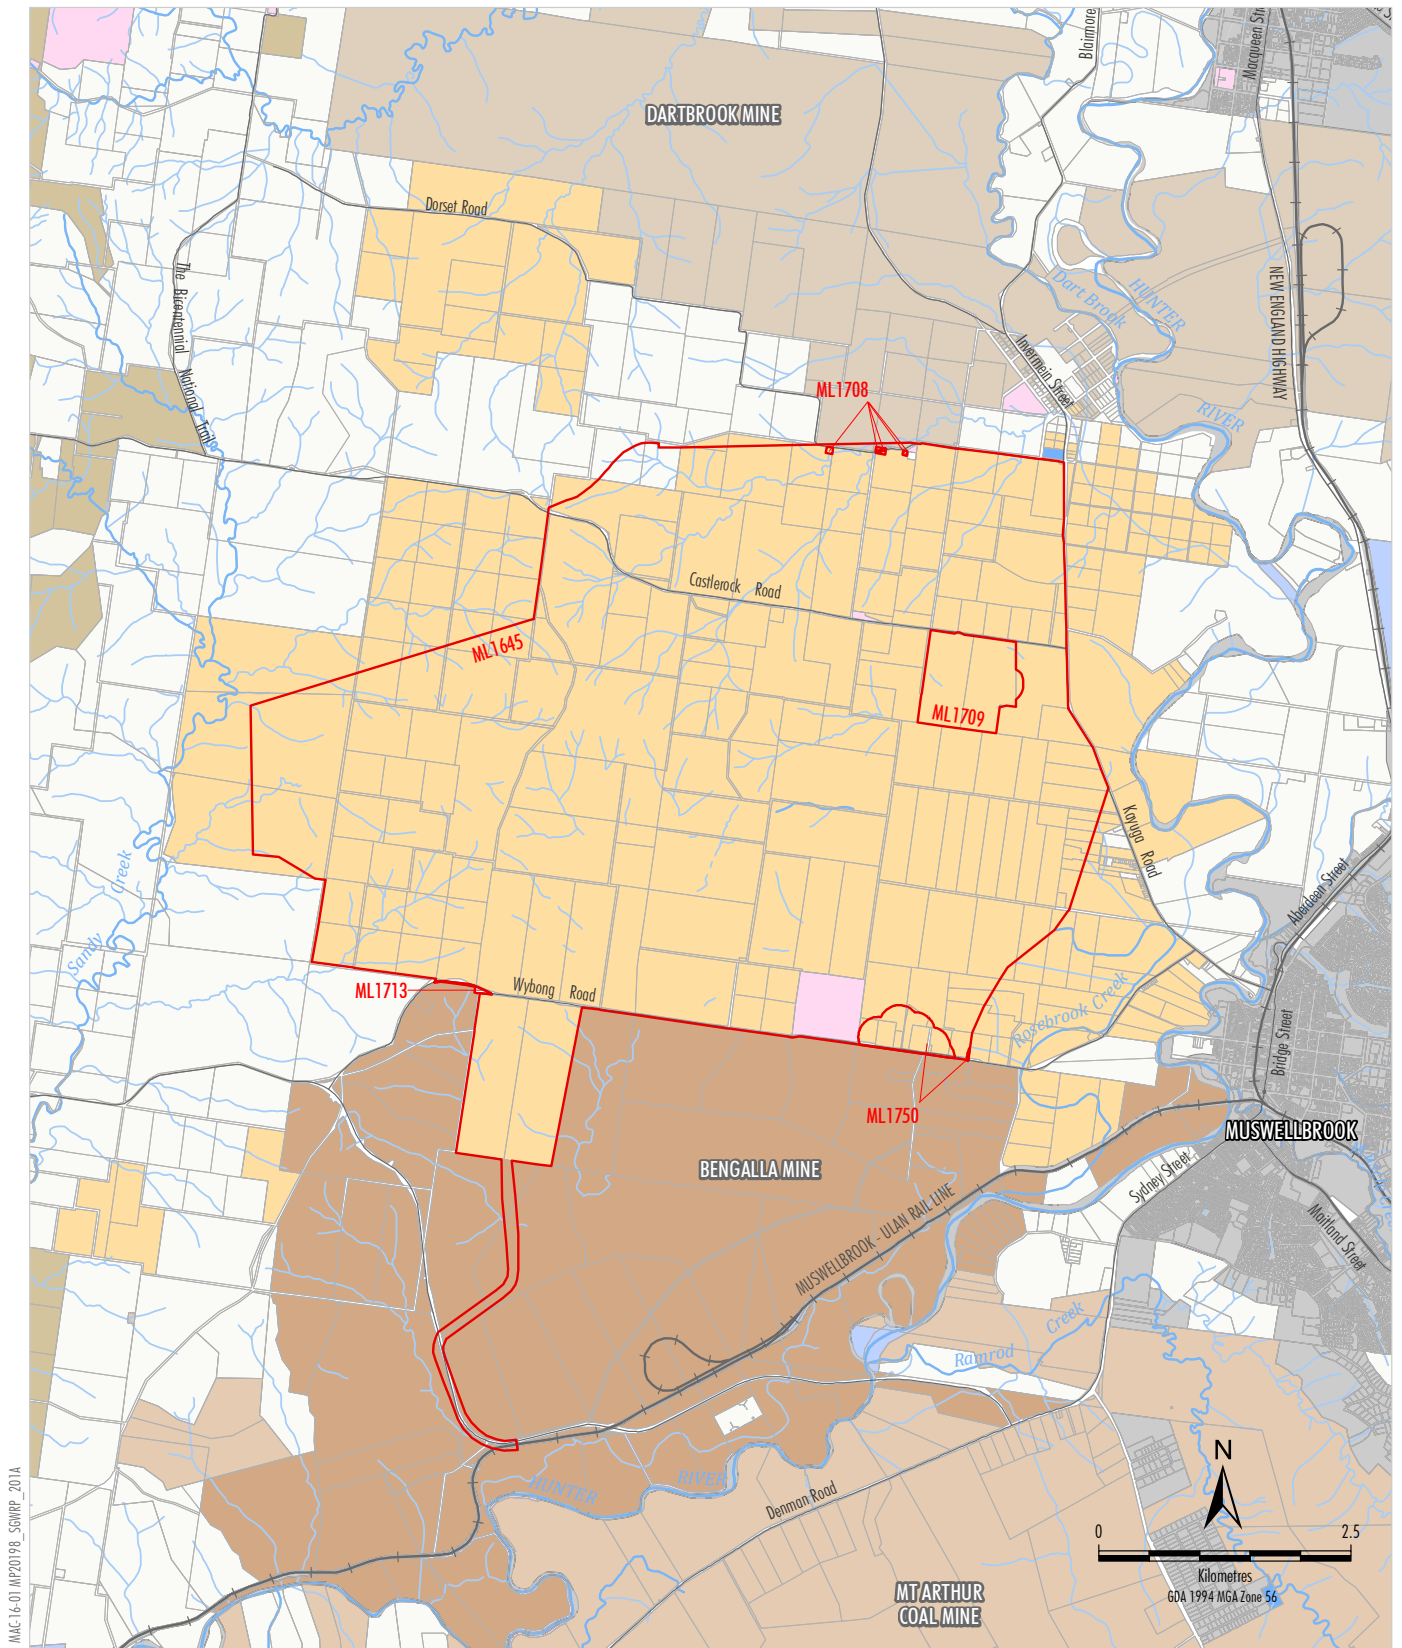 Blairmore
Macqueen Str
DARTBROOK MINE
Dorset Road
The Bicentennial National Trail
Dart Brook
HUNTER
RIVER
NEW ENGLAND HIGHWAY
Invermein Street
ML1708
Castlerock Road
ML1645
ML1709
Kayuga Road
Aberdeen Street
Sandy Creek
ML1713
Wybong Road
Rosebrook Creek
Bridge Street
ML1750
MUSWELLBROOK
BENGALLA MINE
Sydney Street
MUSWELLBROOK - ULAN RAIL LINE
Maitland Street
Ramrod Creek
HUNTER RIVER
Denman Road
N
0 2.5
Kilometres
GDA 1994 MGA Zone 56
MT ARTHUR
COAL MINE
MAC-16-01 MP20198_SGWRP_201A